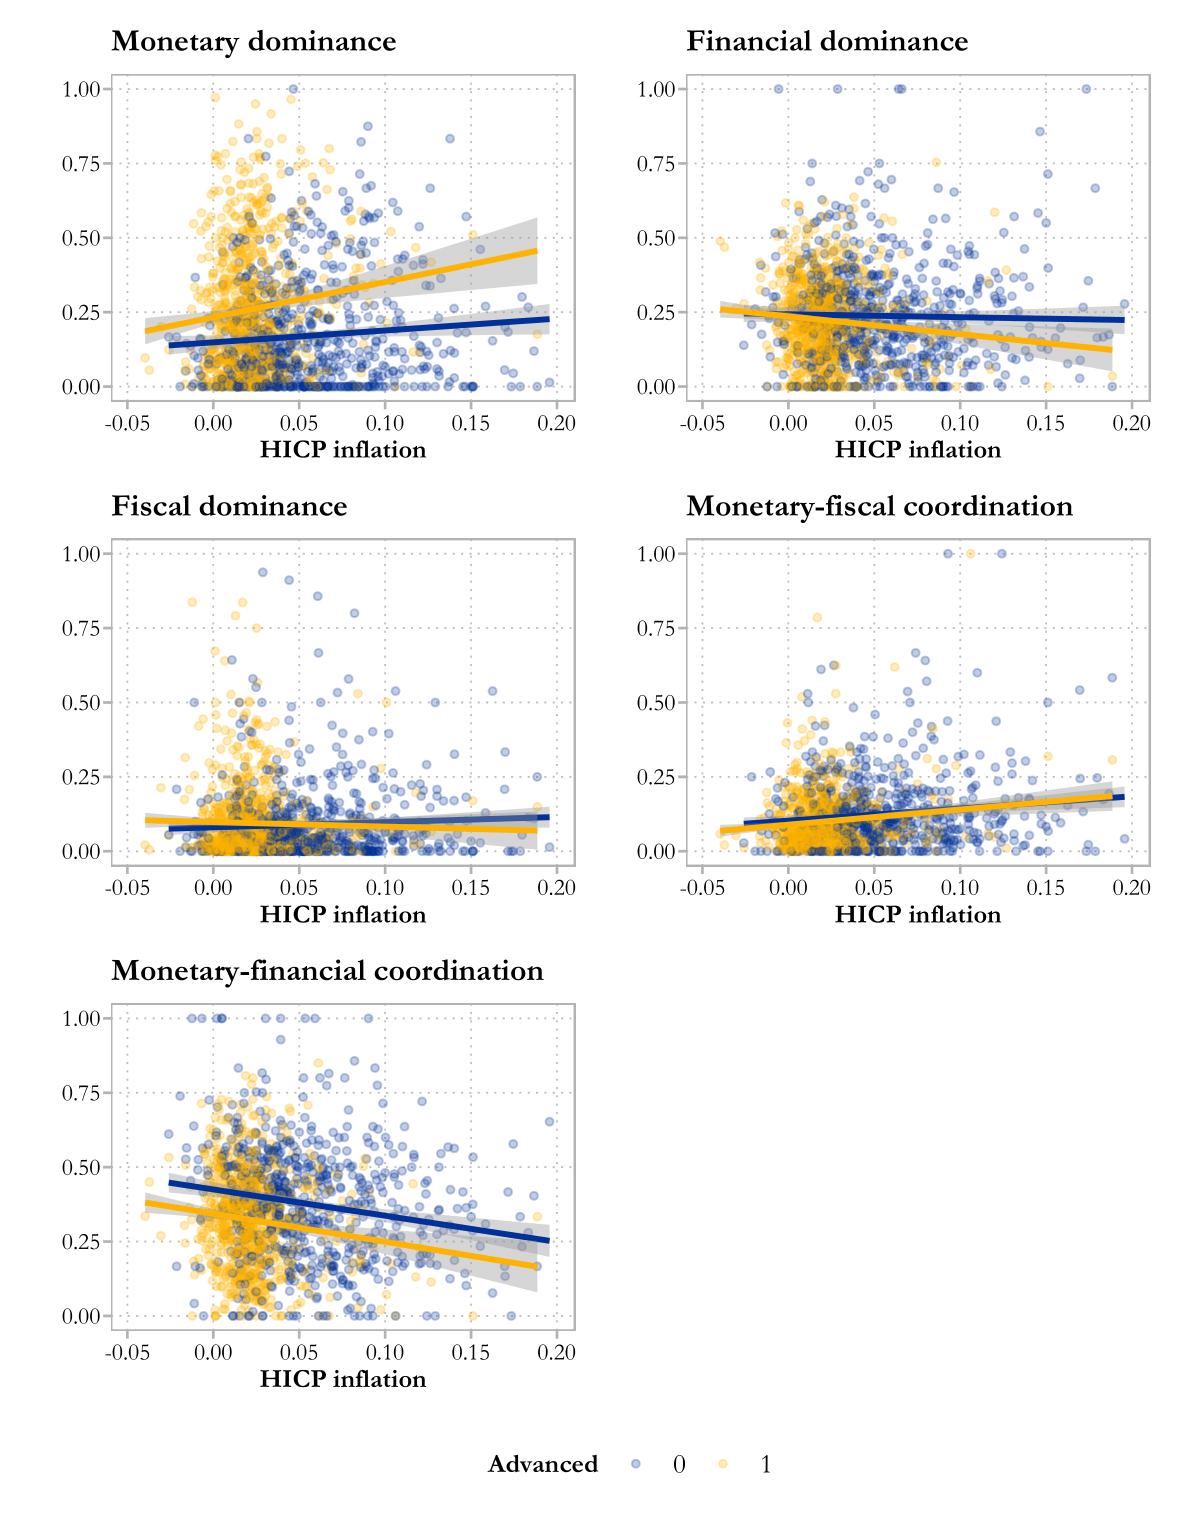 Monetary dominance
1.00
0.75
0.50
0.25
0.00
-0.05 0.00 0.05 0.10 0.15 0.20
HICP inflation
Financial dominance
1.00
0.75
0.50
0.25
0.00
-0.05 0.00 0.05 0.10 0.15 0.20
HICP inflation
Fiscal dominance
1.00
0.75
0.50
0.25
0.00
-0.05 0.00 0.05 0.10 0.15 0.20
HICP inflation
Monetary-fiscal coordination
1.00
0.75
0.50
0.25
0.00
-0.05 0.00 0.05 0.10 0.15 0.20
HICP inflation
Monetary-financial coordination
1.00
0.75
0.50
0.25
0.00
-0.05 0.00 0.05 0.10 0.15 0.20
HICP inflation
Advanced 0 1